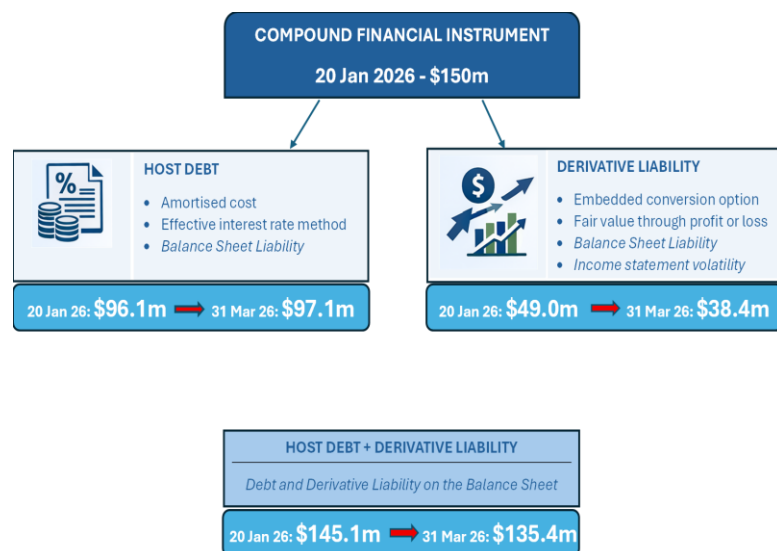 COMPOUND FINANCIAL INSTRUMENT
20 Jan 2026 - $150m
%
HOST DEBT
• Amortised cost
• Effective interest rate method
• Balance Sheet Liability
20 Jan 26: $96.1m 31 Mar 26: $97.1m
$
DERIVATIVE LIABILITY
• Embedded conversion option
• Fair value through profit or loss
• Balance Sheet Liability
• Income statement volatility
20 Jan 26: $49.0m 31 Mar 26: $38.4m
HOST DEBT + DERIVATIVE LIABILITY
Debt and Derivative Liability on the Balance Sheet
20 Jan 26: $145.1m 31 Mar 26: $135.4m